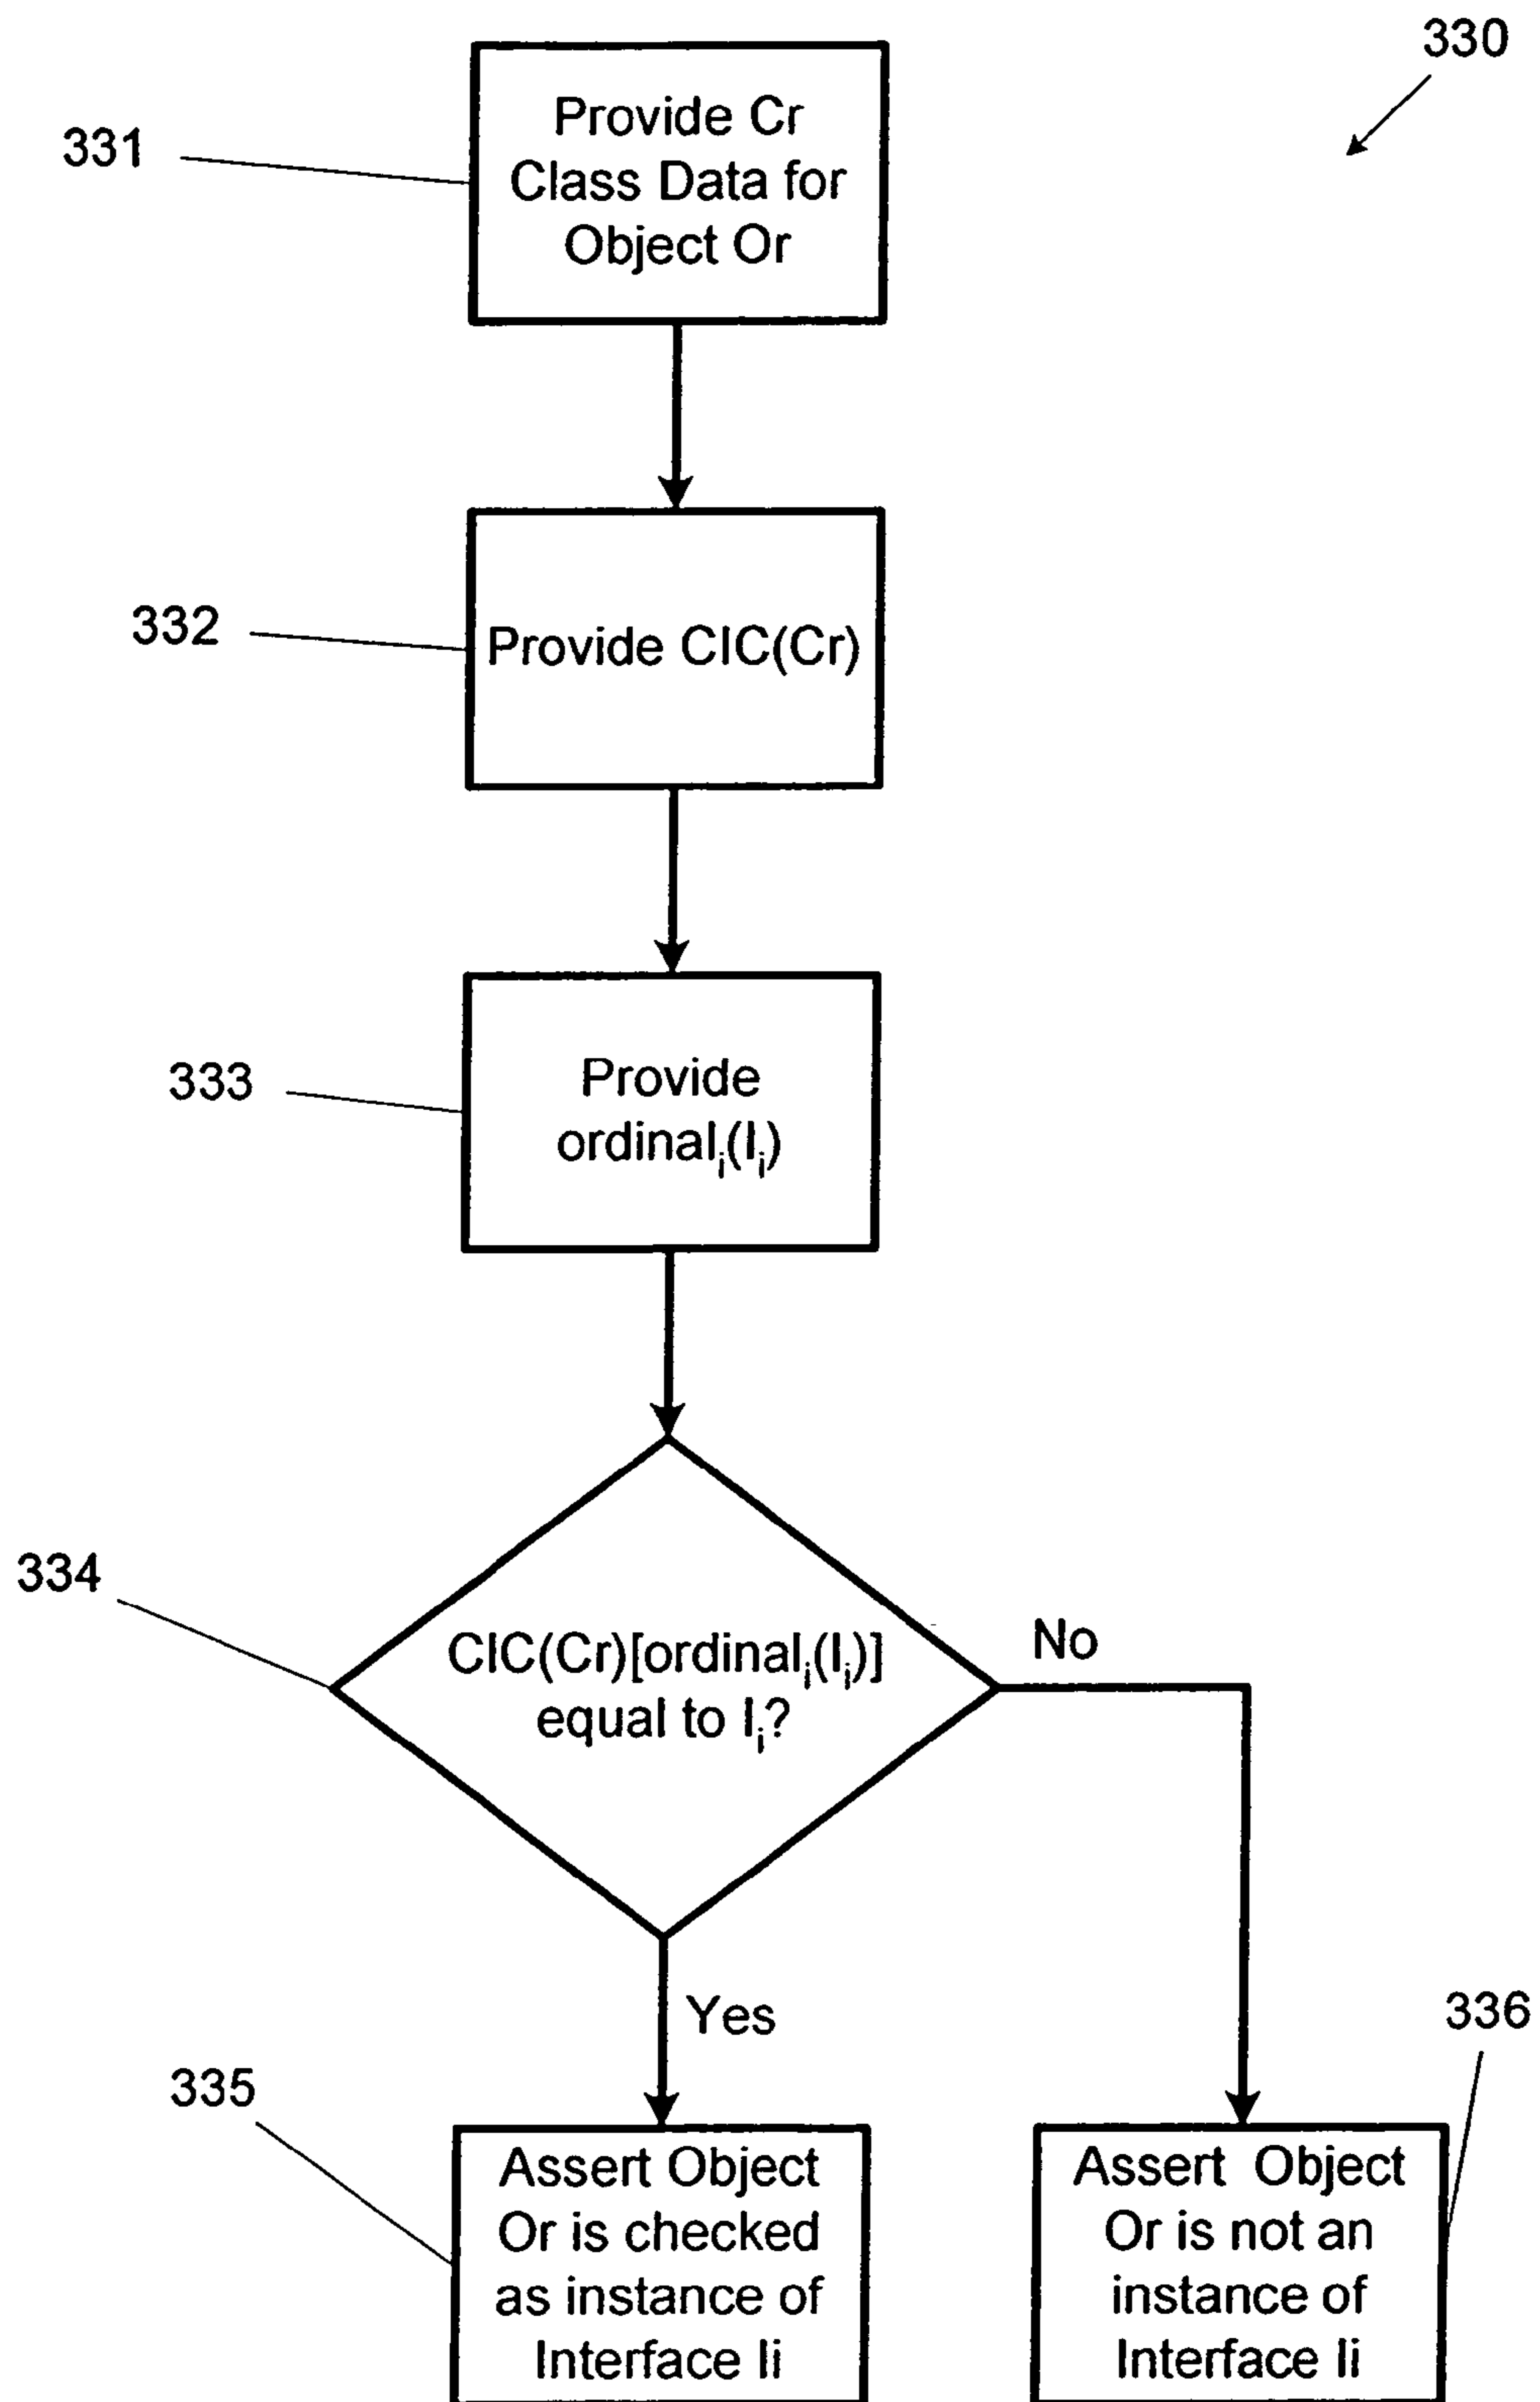 330
331
Provide Cr
Class Data for
Object Or
332
Provide CIC(Cr)
333
Provide
ordinalᵢ(Iᵢ)
334
CIC(Cr)[ordinalᵢ(Iᵢ)]
equal to Iᵢ?
No
Yes
335
336
Assert Object
Or is checked
as instance of
Interface Ii
Assert Object
Or is not an
instance of
Interface Ii